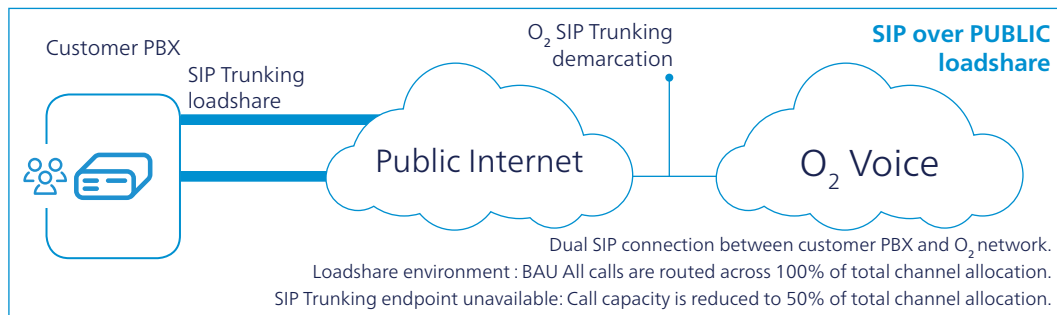 Customer PBX
SIP Trunking
loadshare
Public Internet
O₂ SIP Trunking
demarcation
SIP over PUBLIC
loadshare
O₂ Voice
Dual SIP connection between customer PBX and O₂ network.
Loadshare environment : BAU All calls are routed across 100% of total channel allocation.
SIP Trunking endpoint unavailable: Call capacity is reduced to 50% of total channel allocation.